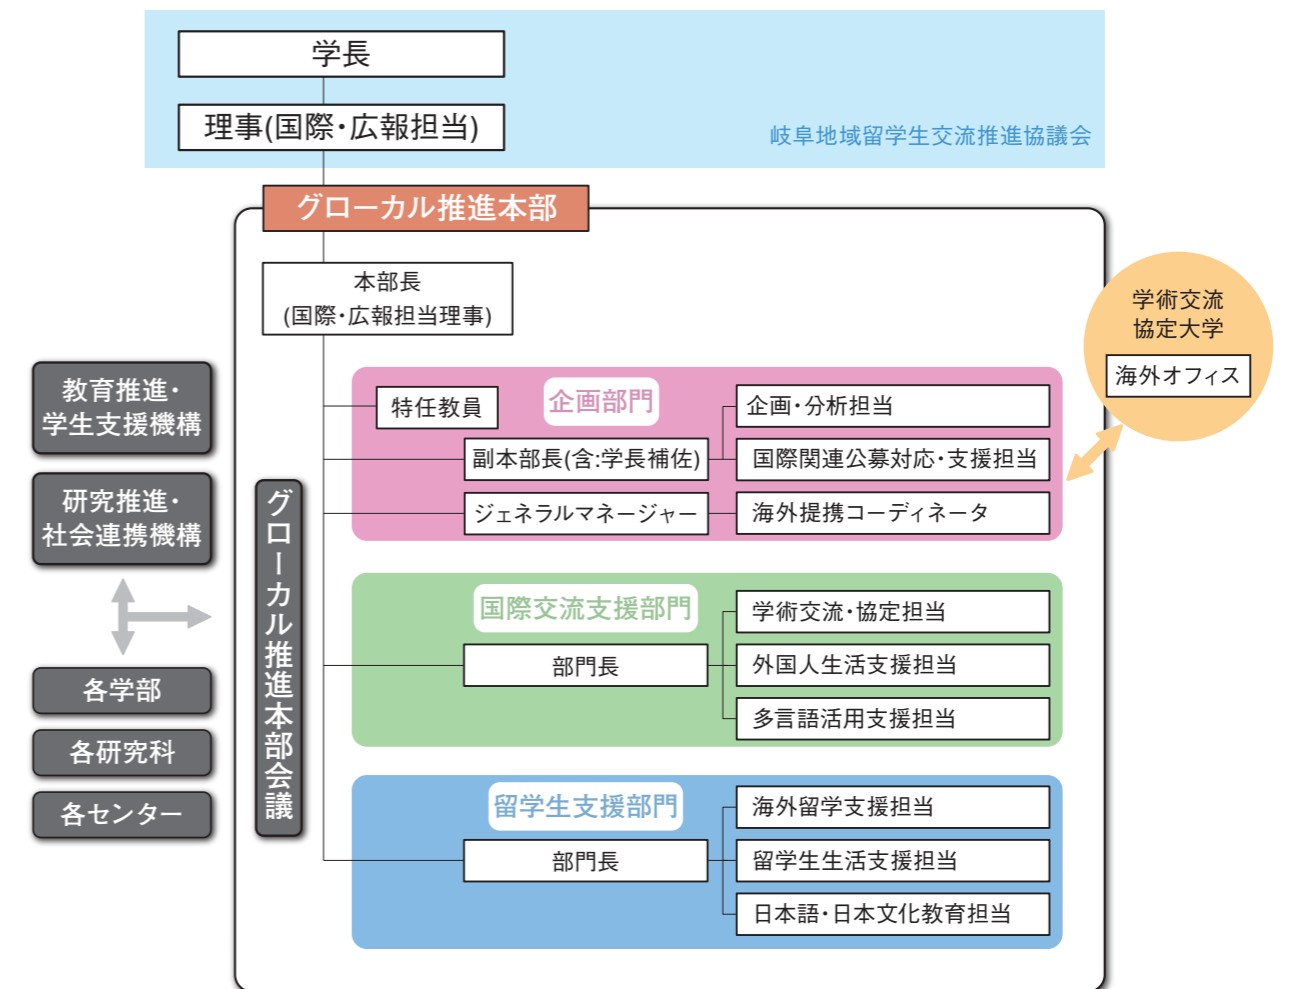 学長
理事(国際・広報担当)
岐阜地域留学生交流推進協議会
グローカル推進本部
本部長
(国際・広報担当理事)
学術交流
協定大学
海外オフィス
教育推進・
学生支援機構
研究推進・
社会連携機構
各学部
各研究科
各センター
グローカル推進本部会議
企画部門
特任教員
企画・分析担当
副本部長(含:学長補佐)
国際関連公募対応・支援担当
ジェネラルマネージャー
海外提携コーディネータ
国際交流支援部門
学術交流・協定担当
部門長
外国人生活支援担当
多言語活用支援担当
留学生支援部門
海外留学支援担当
部門長
留学生生活支援担当
日本語・日本文化教育担当